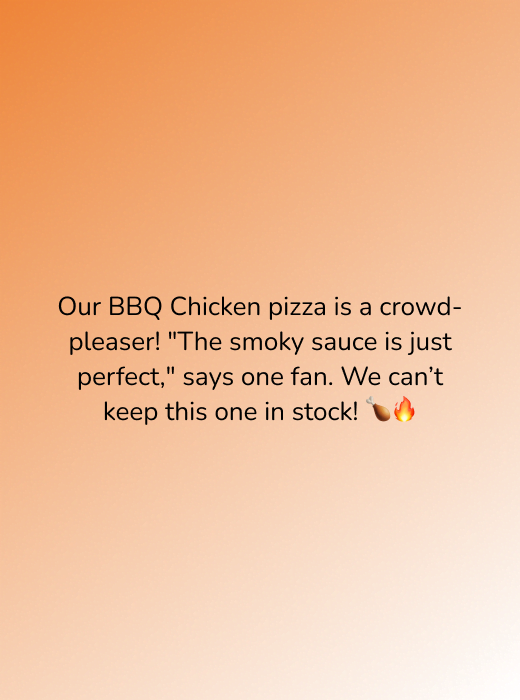 Our BBQ Chicken pizza is a crowd-
pleaser! "The smoky sauce is just
perfect," says one fan. We can’t
keep this one in stock! 🍗🔥